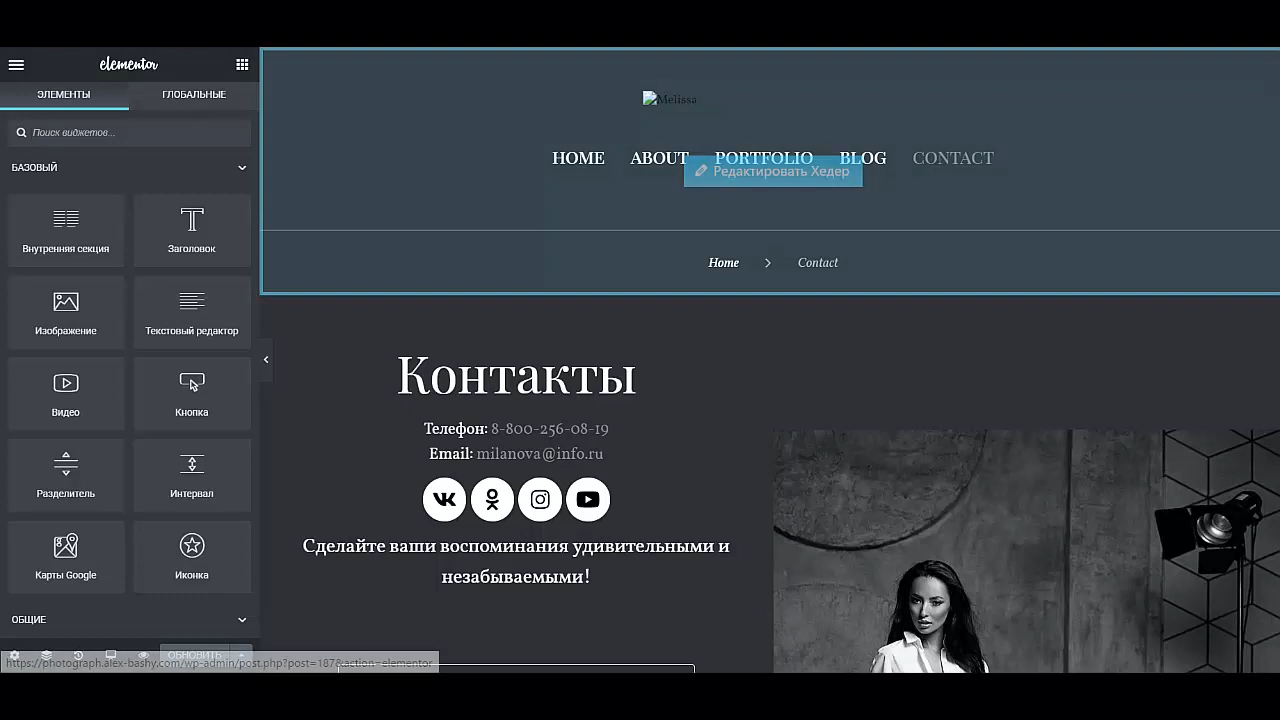 elementor
ЭЛЕМЕНТЫ
ГЛОБАЛЬНЫЕ
Поиск виджетов...
БАЗОВЫЙ
Внутренняя секция
Заголовок
Изображение
Текстовый редактор
Видео
Кнопка
Разделитель
Интервал
Карты Google
Иконка
ОБЩИЕ
ОБНОВИТЬ
https://photograph.alex-bashy.com/wp-admin/post.php?post=187&action=elementor
Melissa
HOME ABOUT PORTFOLIO BLOG CONTACT
Редактировать Хедер
Home > Contact
Контакты
Телефон: 8-800-256-08-19
Email: milanova@info.ru
Сделайте ваши воспоминания удивительными и
незабываемыми!